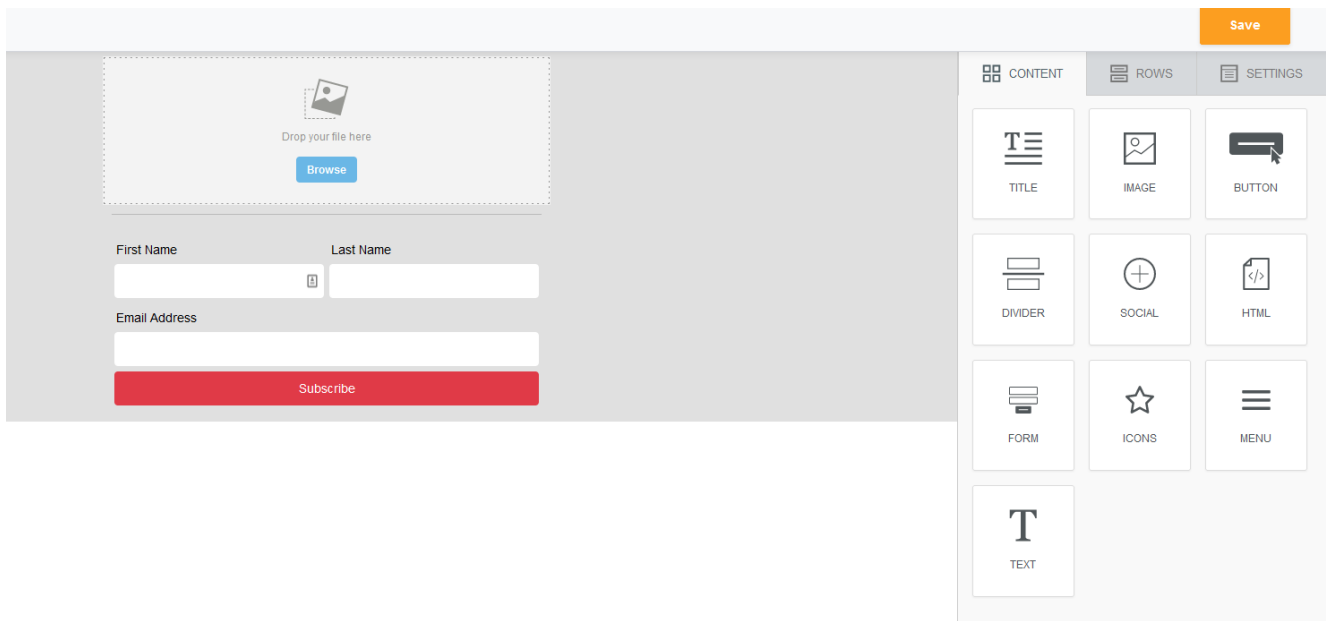 Save
CONTENT ROWS SETTINGS
Drop your file here
Browse
TITLE IMAGE BUTTON
First Name Last Name
Email Address
DIVIDER SOCIAL HTML
Subscribe
FORM ICONS MENU
TEXT